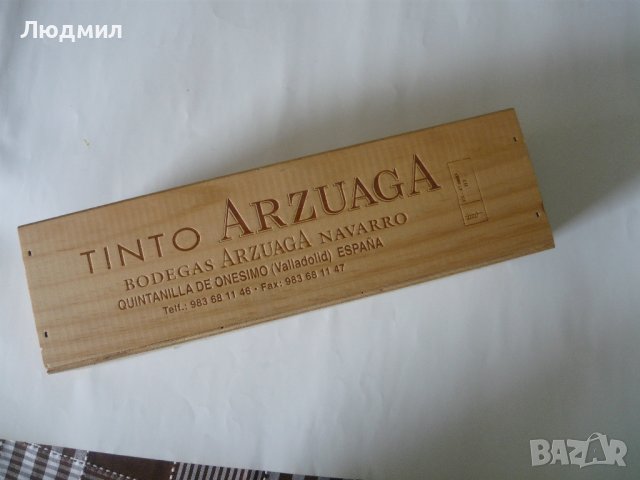 Людмил
TINTO ARZUAGA
BODEGAS ARZUAGA NAVARRO
QUINTANILLA DE ONESIMO (Valladolid) ESPAÑA
Telf.: 983 68 11 46 - Fax: 983 68 11 47
BAZAR